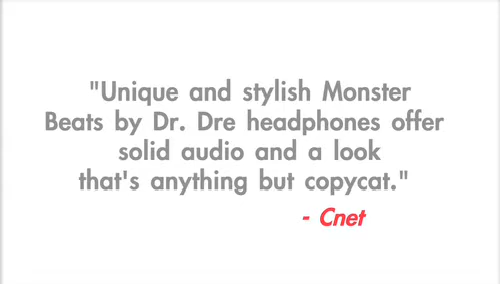 "Unique and stylish Monster
Beats by Dr. Dre headphones offer
solid audio and a look
that's anything but copycat."
- Cnet